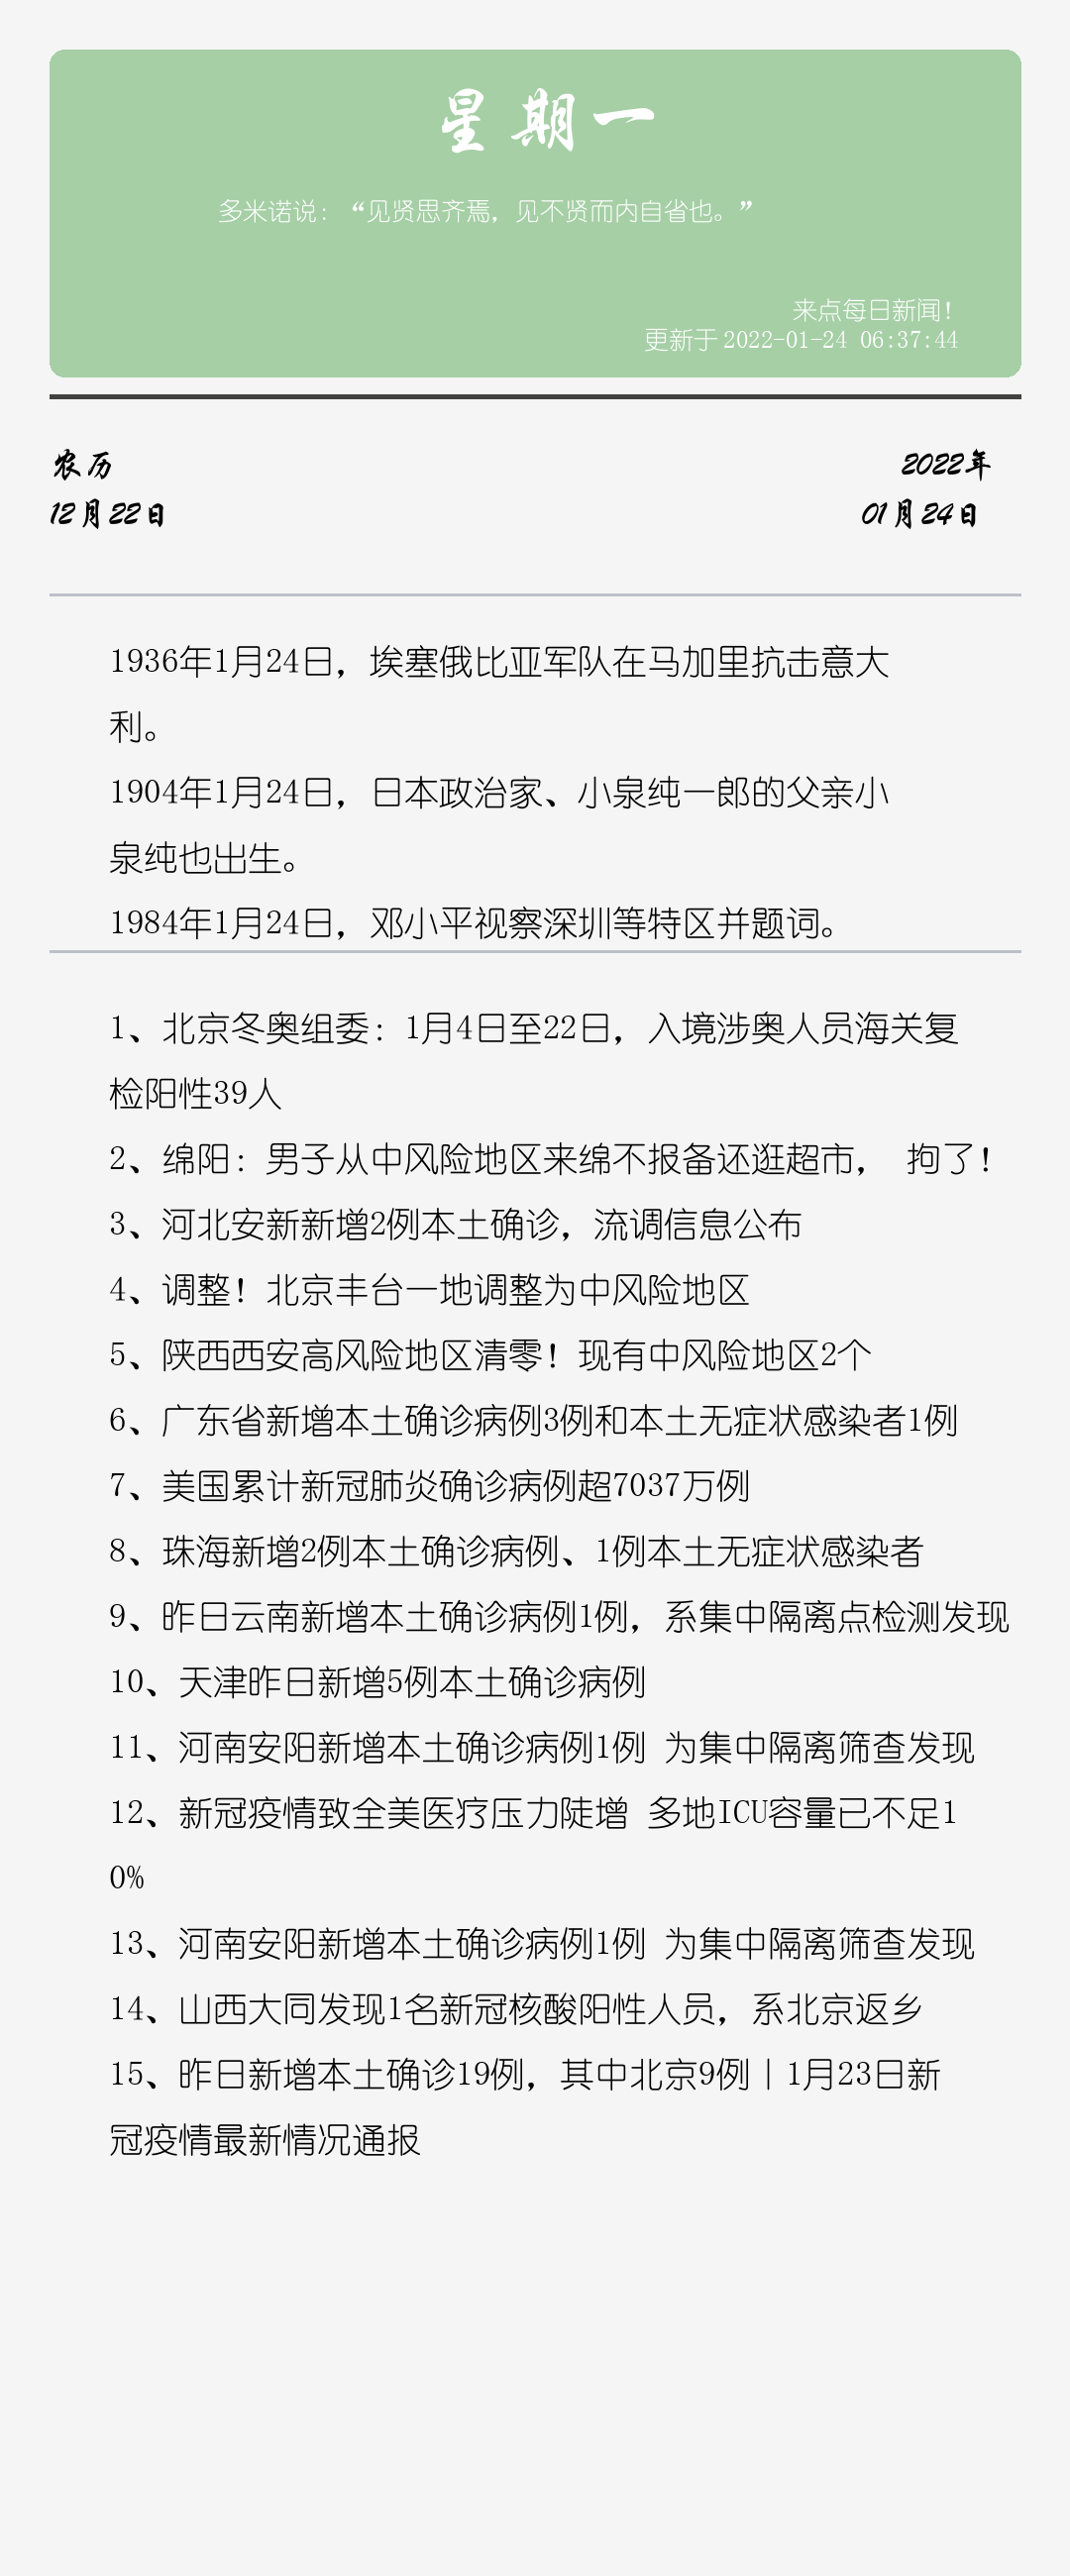 星期一
多米诺说：“见贤思齐焉，见不贤而内自省也。”
来点每日新闻！
更新于 2022-01-24 06:37:44
农历
12月22日
2022年
01月24日
1936年1月24日，埃塞俄比亚军队在马加里抗击意大
利。
1904年1月24日，日本政治家、小泉纯一郎的父亲小
泉纯也出生。
1984年1月24日，邓小平视察深圳等特区并题词。
1、北京冬奥组委：1月4日至22日，入境涉奥人员海关复
检阳性39人
2、绵阳：男子从中风险地区来绵不报备还逛超市， 拘了！
3、河北安新新增2例本土确诊，流调信息公布
4、调整！北京丰台一地调整为中风险地区
5、陕西西安高风险地区清零！现有中风险地区2个
6、广东省新增本土确诊病例3例和本土无症状感染者1例
7、美国累计新冠肺炎确诊病例超7037万例
8、珠海新增2例本土确诊病例、1例本土无症状感染者
9、昨日云南新增本土确诊病例1例，系集中隔离点检测发现
10、天津昨日新增5例本土确诊病例
11、河南安阳新增本土确诊病例1例 为集中隔离筛查发现
12、新冠疫情致全美医疗压力陡增 多地ICU容量已不足1
0%
13、河南安阳新增本土确诊病例1例 为集中隔离筛查发现
14、山西大同发现1名新冠核酸阳性人员，系北京返乡
15、昨日新增本土确诊19例，其中北京9例丨1月23日新
冠疫情最新情况通报